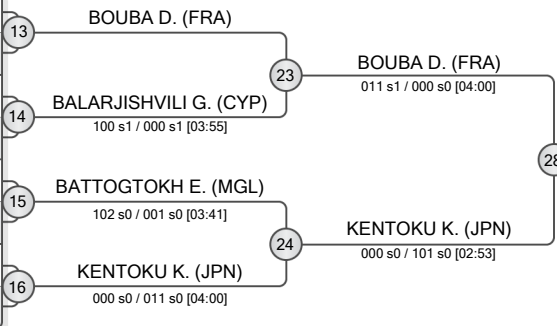 13
BOUBA D. (FRA)
23
BOUBA D. (FRA)
011 s1 / 000 s0 [04:00]
14
BALARJISHVILI G. (CYP)
100 s1 / 000 s1 [03:55]
28
15
BATTOGTOKH E. (MGL)
102 s0 / 001 s0 [03:41]
24
KENTOKU K. (JPN)
000 s0 / 101 s0 [02:53]
16
KENTOKU K. (JPN)
000 s0 / 011 s0 [04:00]